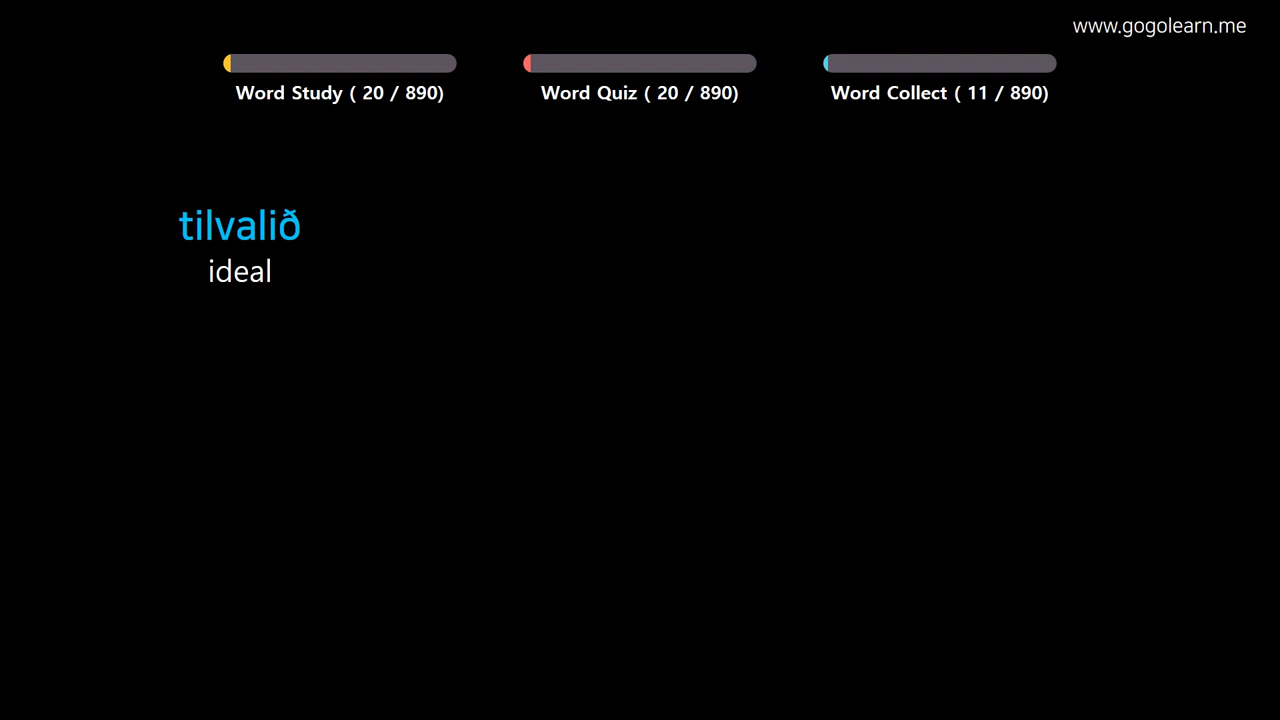 www.gogolearn.me
Word Study ( 20 / 890)
Word Quiz ( 20 / 890)
Word Collect ( 11 / 890)
tilvalið
ideal